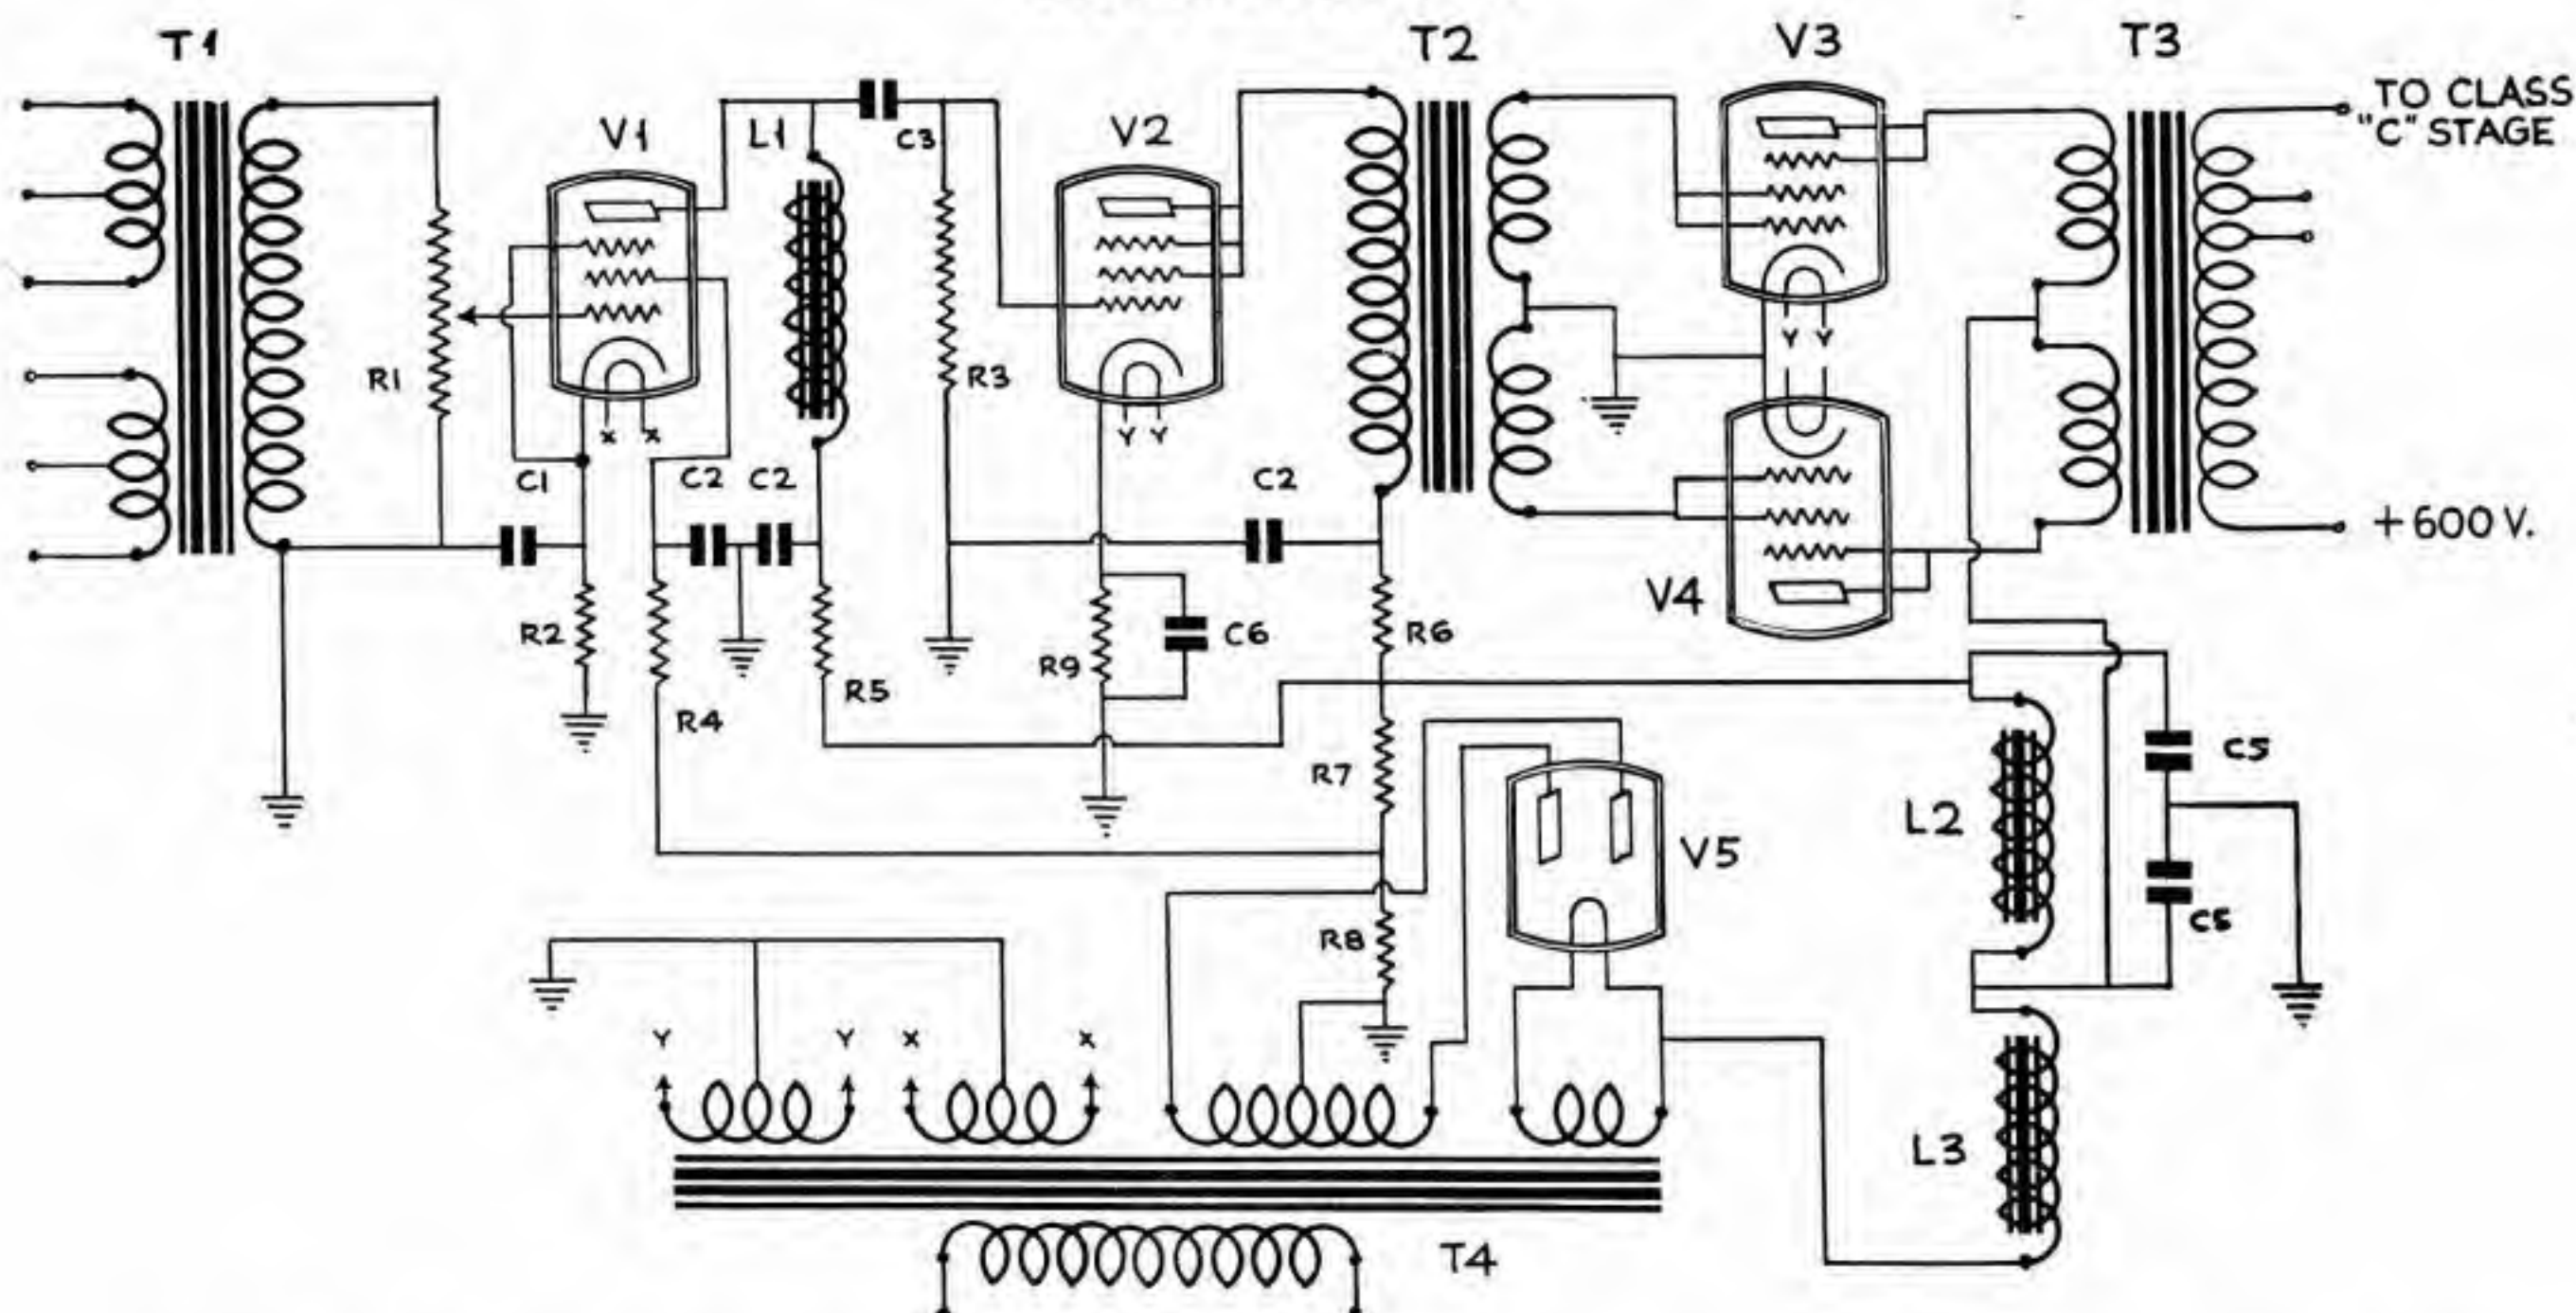 T1
T2
V3
T3
TO CLASS
"C" STAGE
V1
L1
C3
V2
Y Y
R1
R3
X X
Y Y
C1
C2
C2
C2
+600 V.
V4
R2
R9
C6
R6
R5
R4
R7
C5
L2
V5
R8
C5
Y
Y
X
X
L3
T4